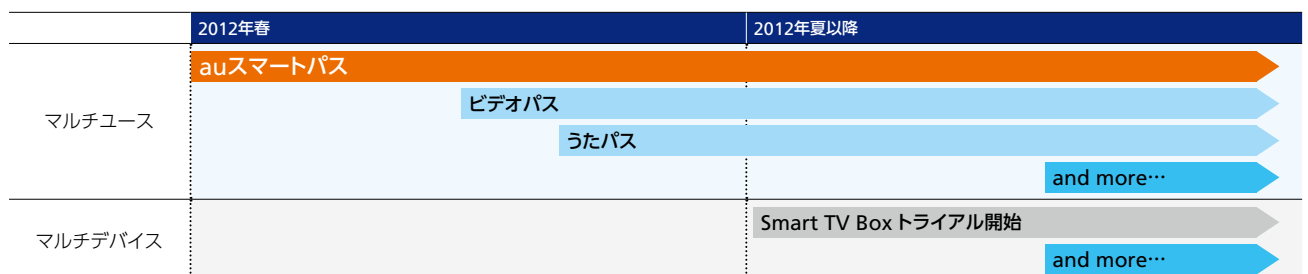 2012年春
2012年夏以降
auスマートパス
ビデオパス
マルチユース
うたパス
and more…
Smart TV Box トライアル開始
マルチデバイス
and more…